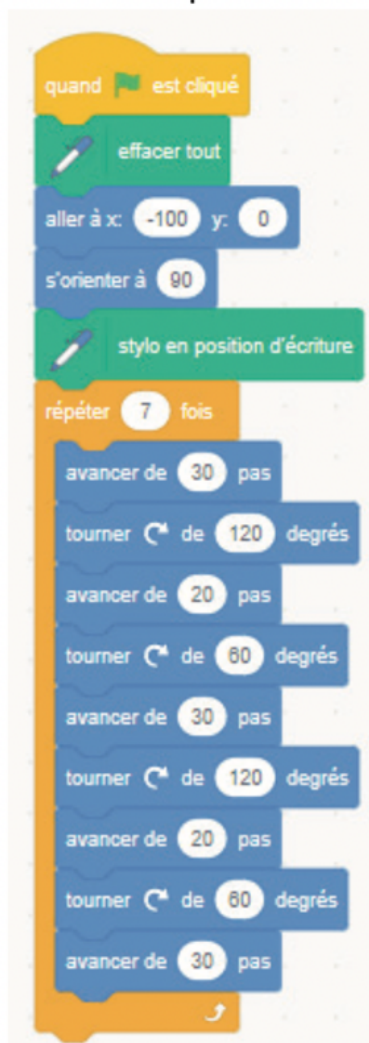 quand est cliqué
effacer tout
aller à x: -100 y: 0
s'orienter à 90
stylo en position d'écriture
répéter 7 fois
avancer de 30 pas
tourner de 120 degrés
avancer de 20 pas
tourner de 60 degrés
avancer de 30 pas
tourner de 120 degrés
avancer de 20 pas
tourner de 60 degrés
avancer de 30 pas